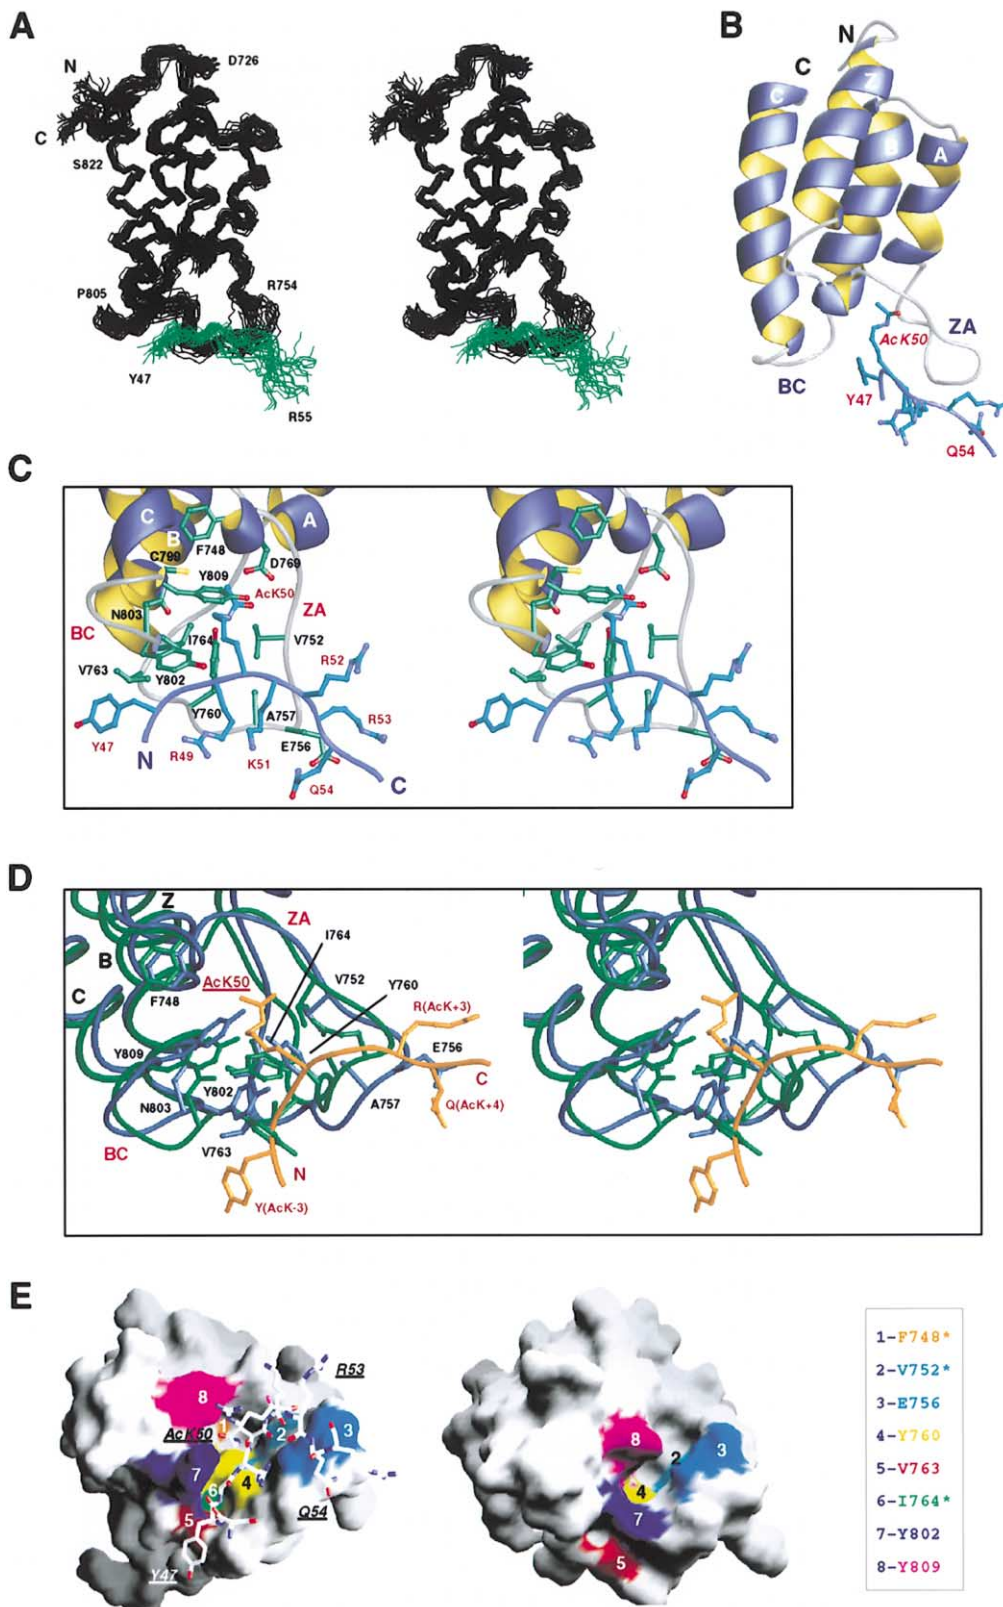 A
N
D726
C
S822
P805
R754
Y47
R55
B
N
C
C
Z
B
A
AcK50
ZA
BC
Y47
Q54
C
C
B
A
F748
C799
Y809
D769
AcK50
N803
ZA
BC
I764
V752
V763
Y802
R52
Y760
A757
R53
Y47
N
R49
K51
E756
C
Q54
D
Z
ZA
I764
B
AcK50
V752
Y760
C
F748
R(AcK+3)
Y809
E756
C
Y802
N803
A757
Q(AcK+4)
BC
V763
N
Y(AcK-3)
E
R53
8
AcK50
1
2
3
7
4
6
5
Q54
Y47
8
2
3
4
7
5
1-F748*
2-V752*
3-E756
4-Y760
5-V763
6-I764*
7-Y802
8-Y809